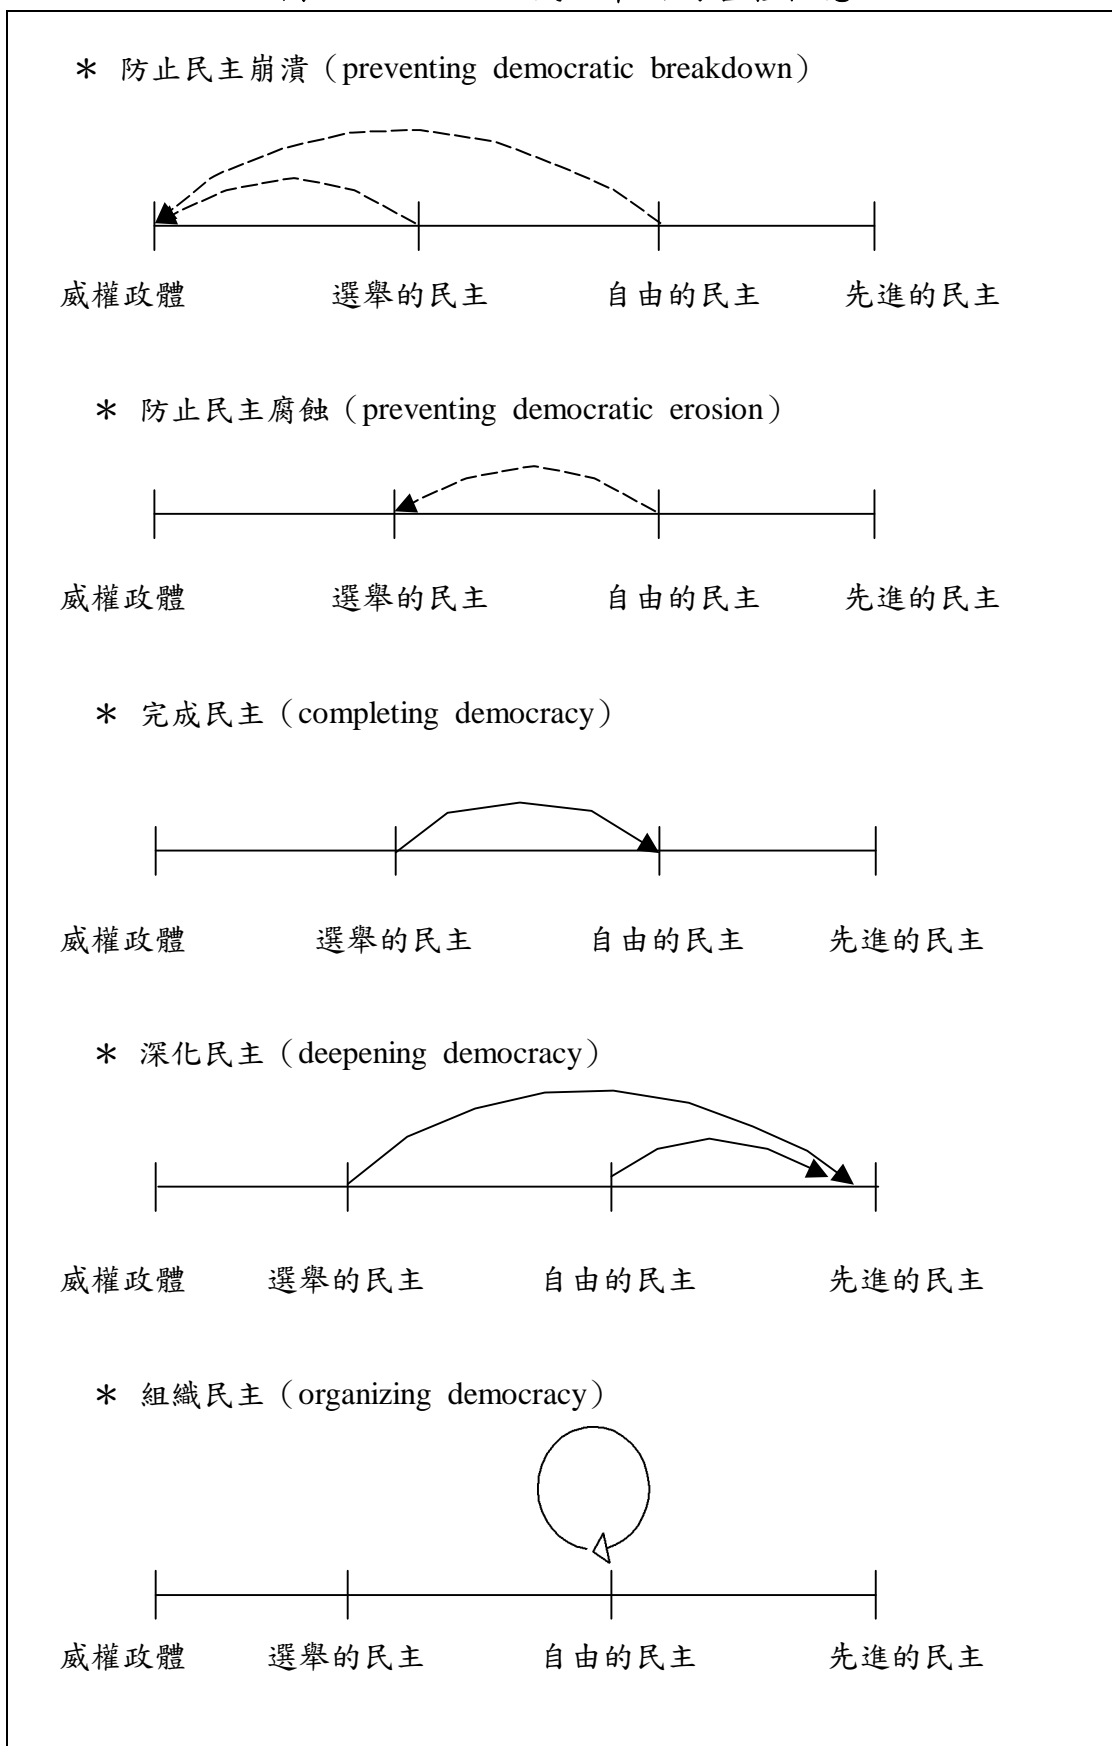 ＊ 防止民主崩潰（preventing democratic breakdown）
威權政體 選舉的民主 自由的民主 先進的民主
＊ 防止民主腐蝕（preventing democratic erosion）
威權政體 選舉的民主 自由的民主 先進的民主
＊ 完成民主（completing democracy）
威權政體 選舉的民主 自由的民主 先進的民主
＊ 深化民主（deepening democracy）
威權政體 選舉的民主 自由的民主 先進的民主
＊ 組織民主（organizing democracy）
威權政體 選舉的民主 自由的民主 先進的民主